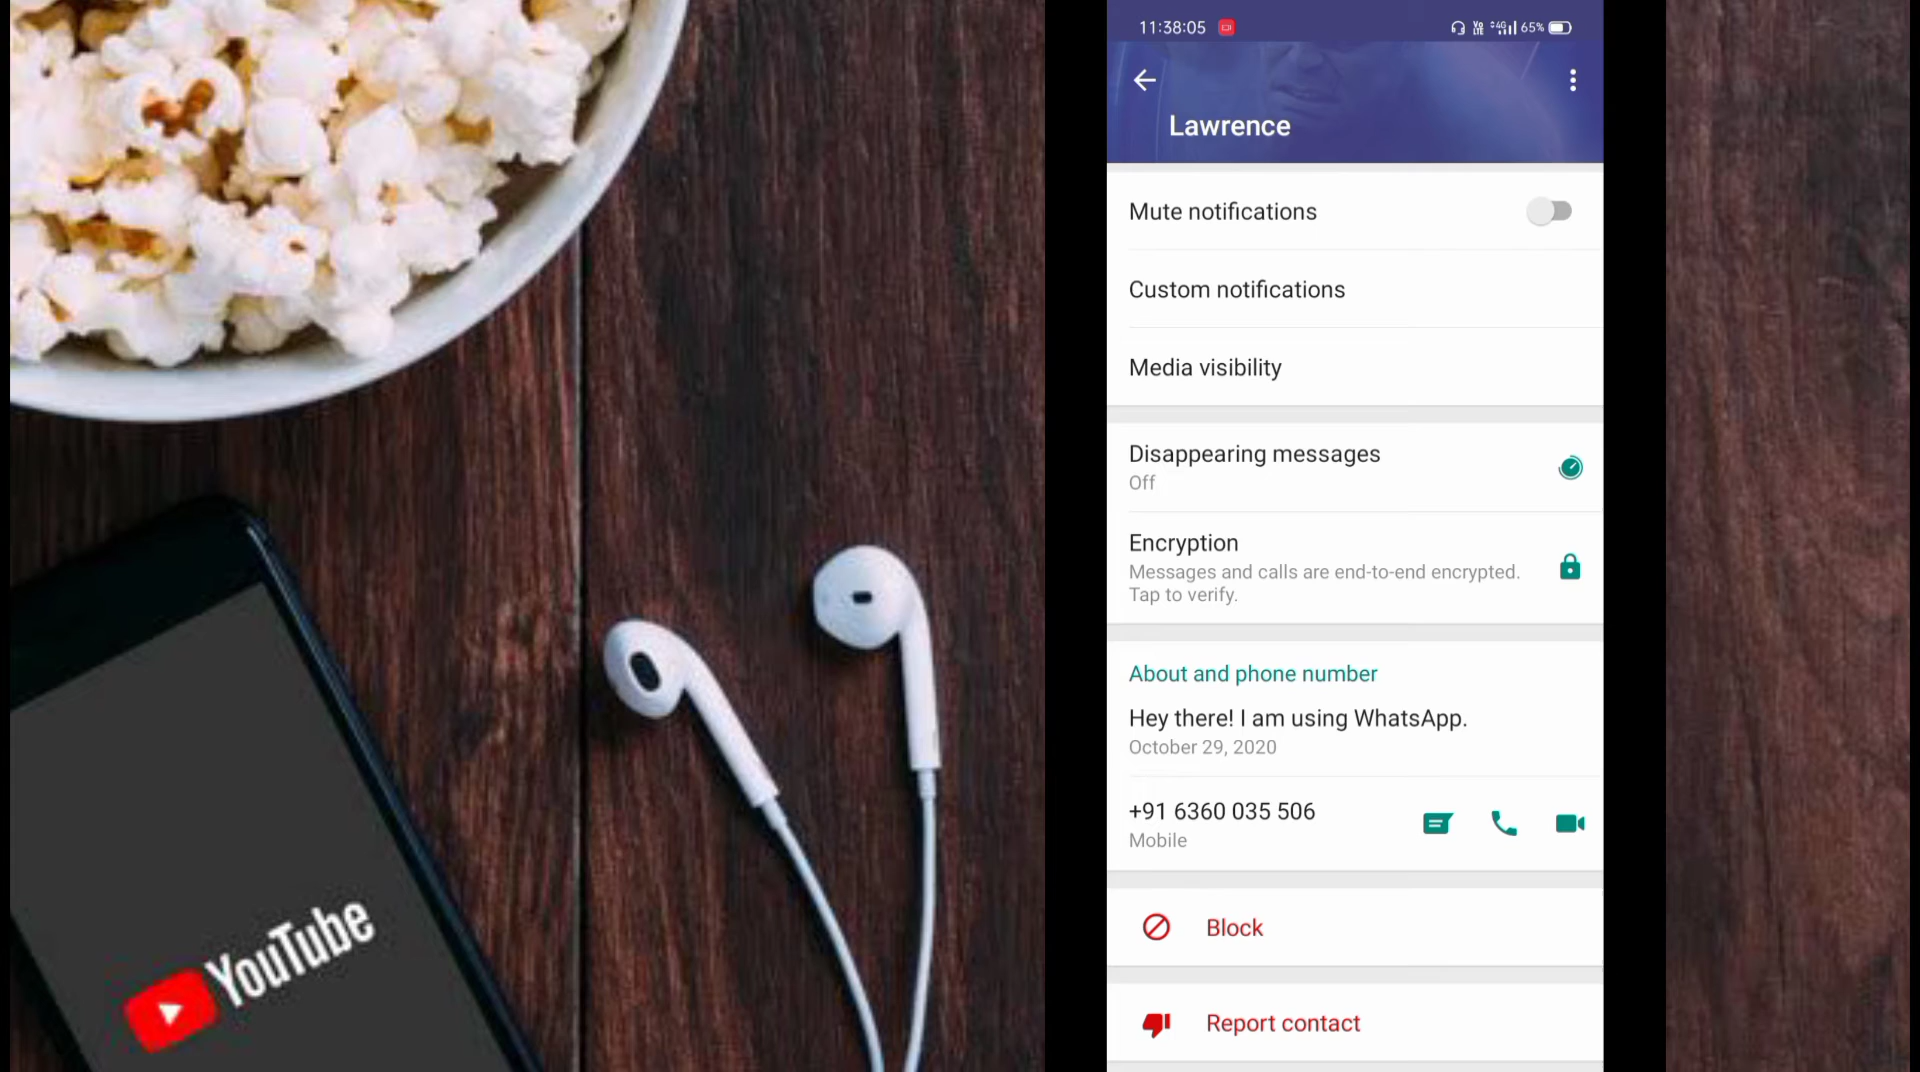 YouTube
11:38:05
65%
Lawrence
Mute notifications
Custom notifications
Media visibility
Disappearing messages
Off
Encryption
Messages and calls are end-to-end encrypted.
Tap to verify.
About and phone number
Hey there! I am using WhatsApp.
October 29, 2020
+91 6360 035 506
Mobile
Block
Report contact